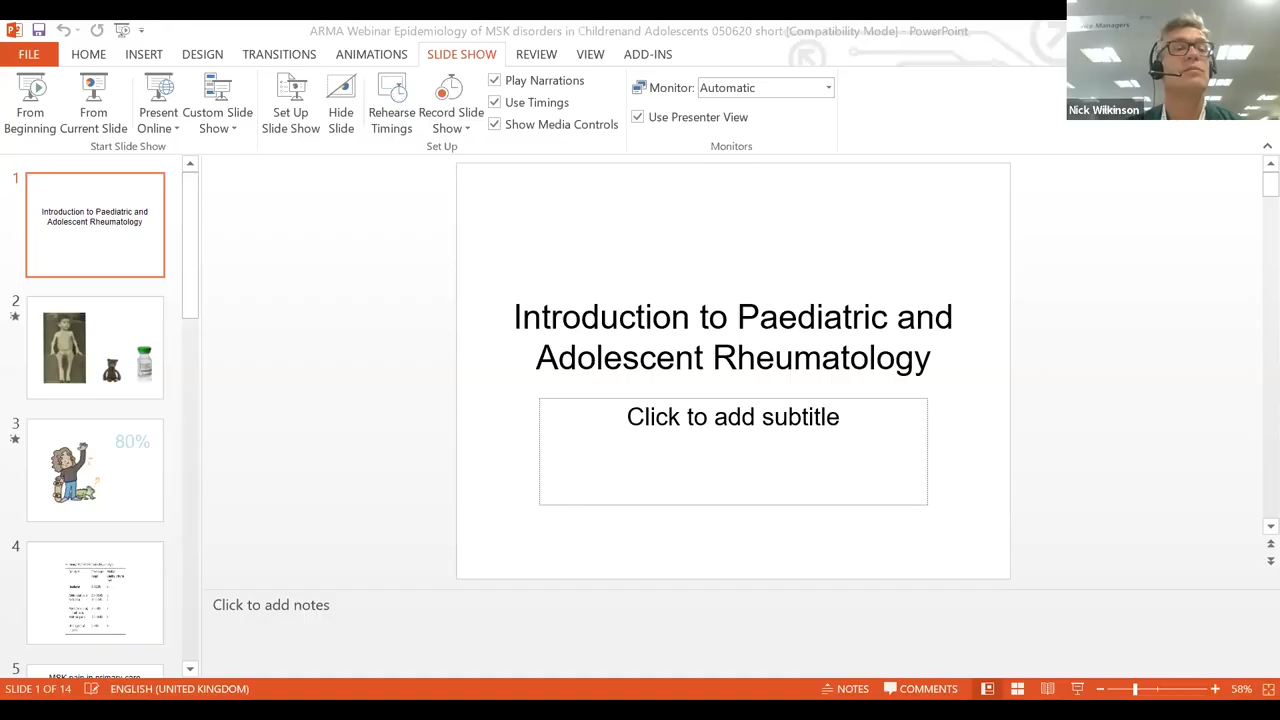 ARMA Webinar Epidemiology of MSK disorders in Childrenand Adolescents 050620 short [Compatibility Mode] - PowerPoint
Nick Wilkinson
FILE
HOME
INSERT
DESIGN
TRANSITIONS
ANIMATIONS
SLIDE SHOW
REVIEW
VIEW
ADD-INS
From
Beginning
From
Current Slide
Present
Online
Custom Slide
Show
Start Slide Show
Set Up
Slide Show
Hide
Slide
Rehearse
Timings
Record Slide
Show
Play Narrations
Use Timings
Show Media Controls
Set Up
Monitor: Automatic
Use Presenter View
Monitors
1
Introduction to Paediatric and
Adolescent Rheumatology
2
3
80%
4
5
MSK pain in primary care
Introduction to Paediatric and
Adolescent Rheumatology
Click to add subtitle
Click to add notes
SLIDE 1 OF 14
ENGLISH (UNITED KINGDOM)
NOTES
COMMENTS
58%